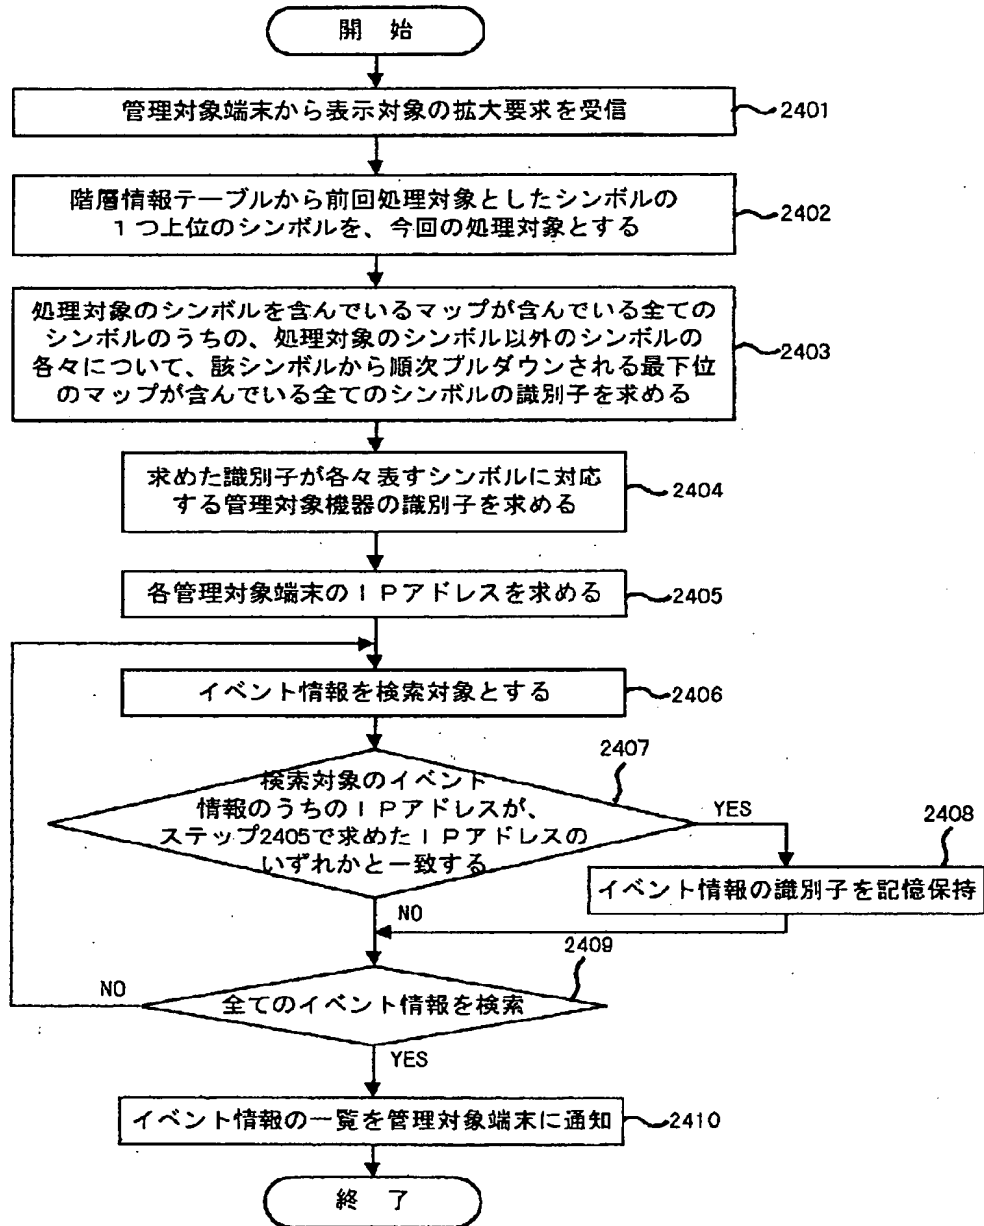 開 始
管理対象端末から表示対象の拡大要求を受信
2401
階層情報テーブルから前回処理対象としたシンボルの
１つ上位のシンボルを、今回の処理対象とする
2402
処理対象のシンボルを含んでいるマップが含んでいる全ての
シンボルのうちの、処理対象のシンボル以外のシンボルの
各々について、該シンボルから順次プルダウンされる最下位
のマップが含んでいる全てのシンボルの識別子を求める
2403
求めた識別子が各々表すシンボルに対応
する管理対象機器の識別子を求める
2404
各管理対象端末のＩＰアドレスを求める
2405
イベント情報を検索対象とする
2406
2407
検索対象のイベント
情報のうちのＩＰアドレスが、
ステップ2405で求めたＩＰアドレスの
いずれかと一致する
YES
2408
イベント情報の識別子を記憶保持
NO
2409
NO
全てのイベント情報を検索
YES
イベント情報の一覧を管理対象端末に通知
2410
終 了